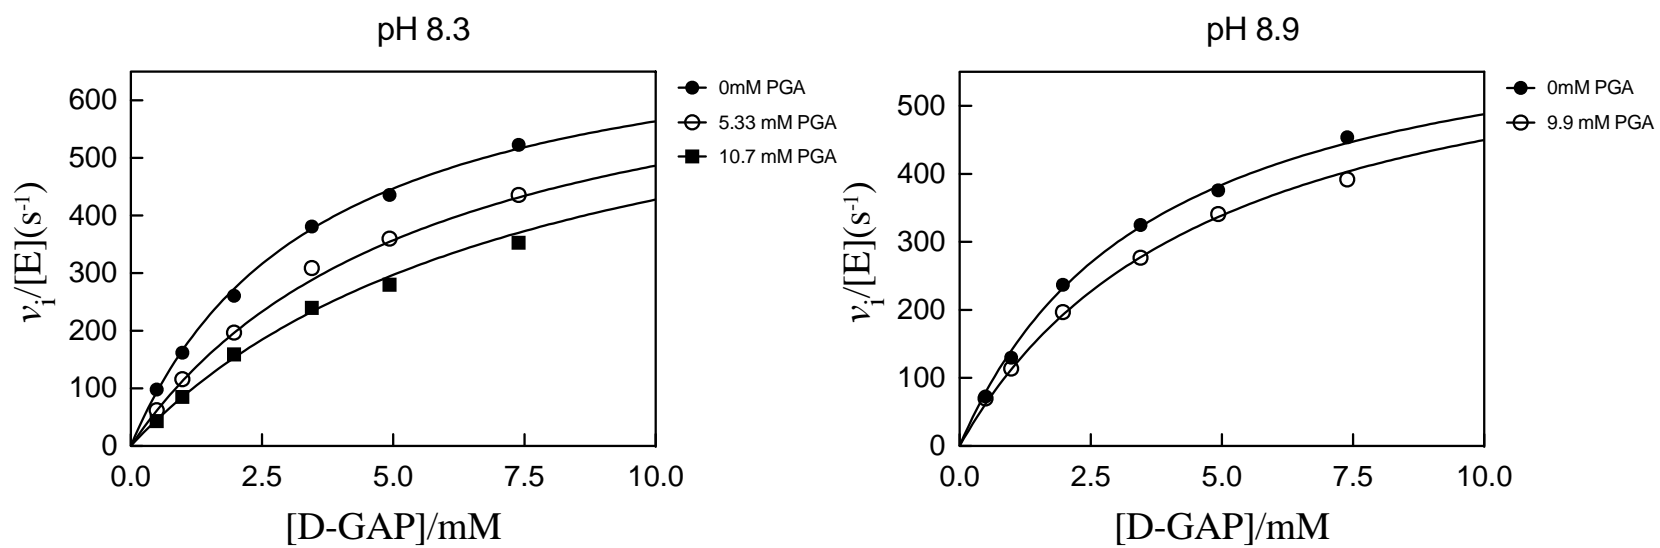 pH 8.3
600
500
400
300
200
100
0
0.0 2.5 5.0 7.5 10.0
[D-GAP]/mM
v_i/[E](s^-1)
0mM PGA
5.33 mM PGA
10.7 mM PGA
pH 8.9
500
400
300
200
100
0
0.0 2.5 5.0 7.5 10.0
[D-GAP]/mM
v_i/[E](s^-1)
0mM PGA
9.9 mM PGA